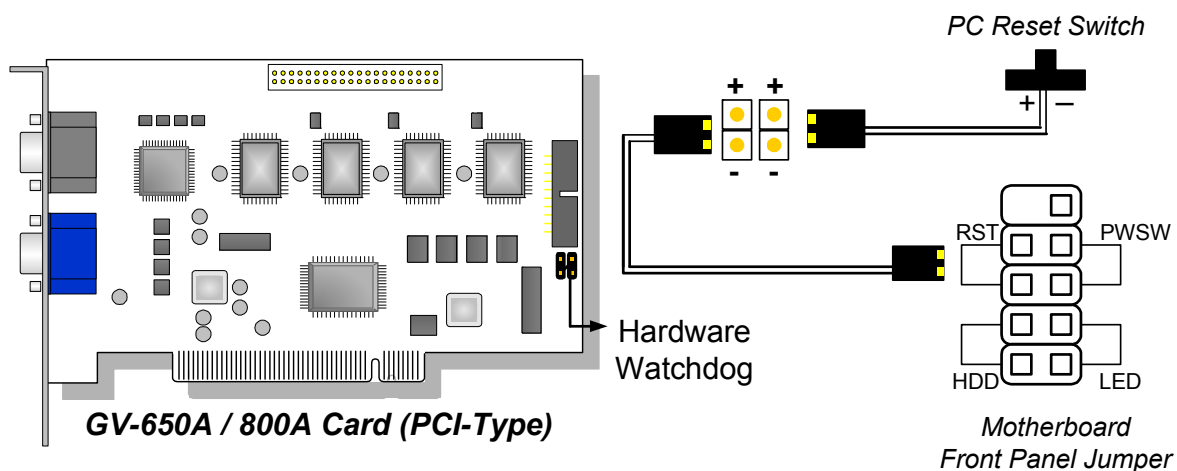 PC Reset Switch
+ +
+ −
- -
RST PWSW
Hardware
Watchdog
HDD LED
GV-650A / 800A Card (PCI-Type)
Motherboard
Front Panel Jumper